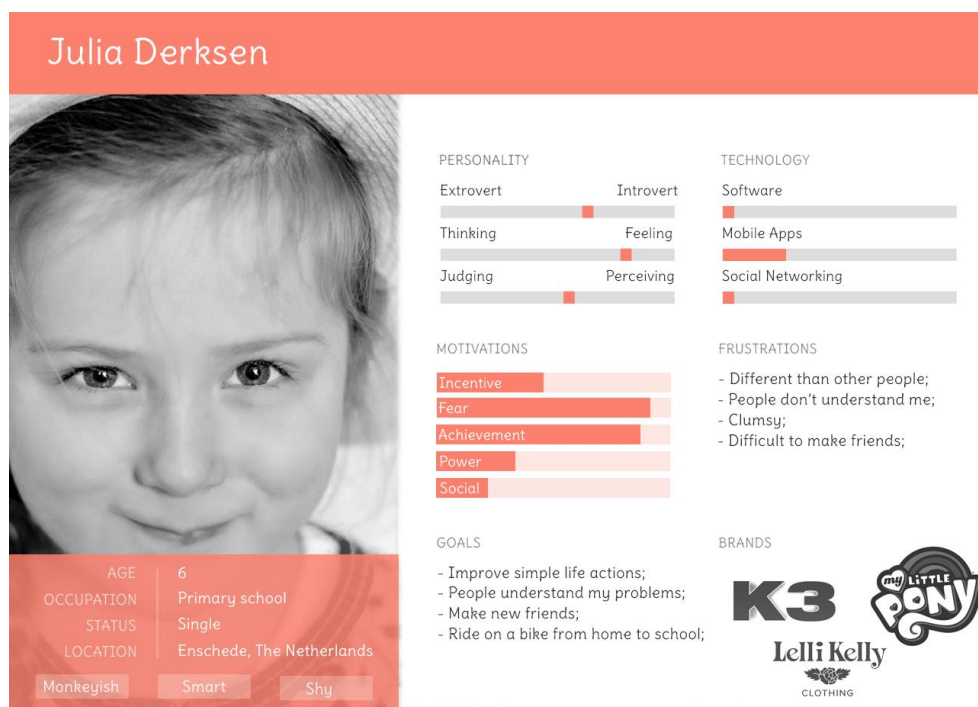 Julia Derksen
AGE 6
OCCUPATION Primary school
STATUS Single
LOCATION Enschede, The Netherlands
Monkeyish Smart Shy
PERSONALITY
Extrovert Introvert
Thinking Feeling
Judging Perceiving
TECHNOLOGY
Software
Mobile Apps
Social Networking
MOTIVATIONS
Incentive
Fear
Achievement
Power
Social
FRUSTRATIONS
- Different than other people;
- People don't understand me;
- Clumsy;
- Difficult to make friends;
GOALS
- Improve simple life actions;
- People understand my problems;
- Make new friends;
- Ride on a bike from home to school;
BRANDS
K3
my LiTTLE
PONY
Lelli Kelly
CLOTHING